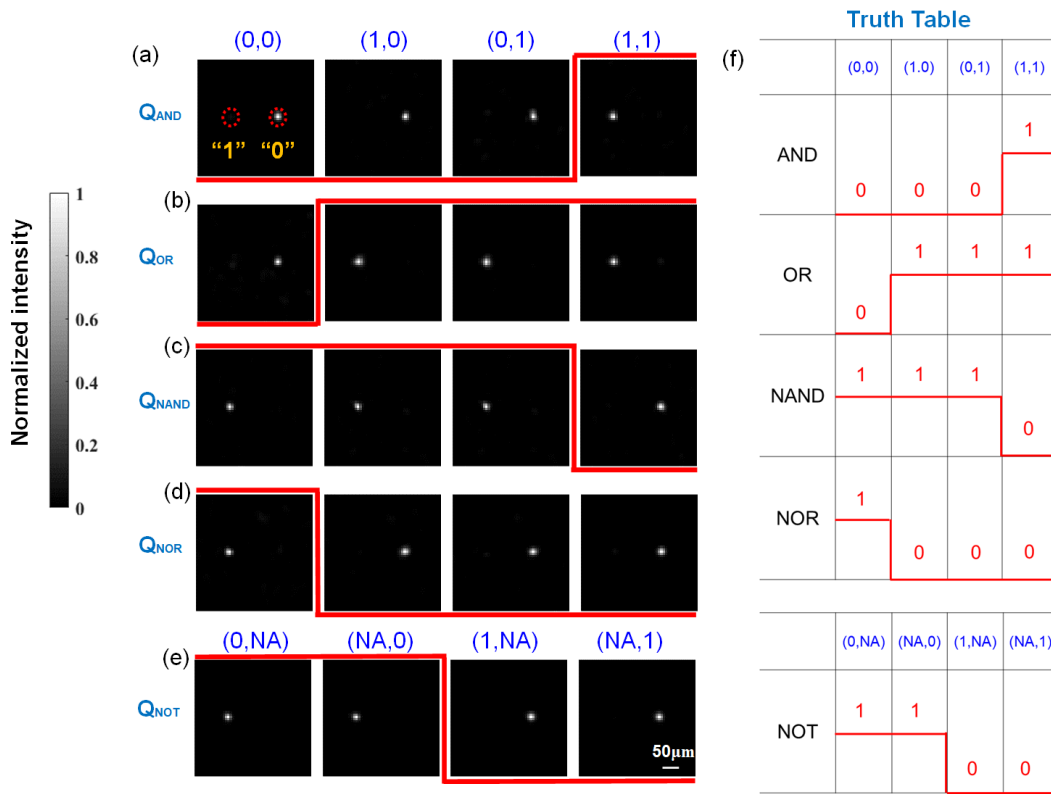 Truth Table
(a) (0,0) (1,0) (0,1) (1,1)
QAND
“1” “0”
(b)
QOR
(c)
QNAND
(d)
QNOR
(0,NA) (NA,0) (1,NA) (NA,1)
(e)
QNOT
50μm
Normalized intensity
1
0.8
0.6
0.4
0.2
0
(f)
(0,0) (1.0) (0,1) (1,1)
AND 0 0 0 1
OR 0 1 1 1
NAND 1 1 1 0
NOR 1 0 0 0
(0,NA) (NA,0) (1,NA) (NA,1)
NOT 1 1 0 0